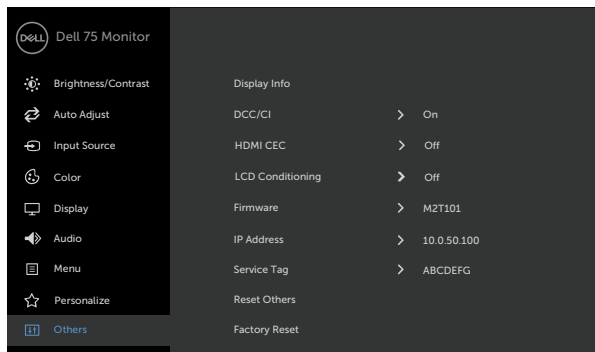 DELL Dell 75 Monitor
Brightness/Contrast Display Info
Auto Adjust DCC/CI > On
Input Source HDMI CEC > Off
Color LCD Conditioning > Off
Display Firmware > M2T101
Audio IP Address > 10.0.50.100
Menu Service Tag > ABCDEFG
Personalize Reset Others
Others Factory Reset